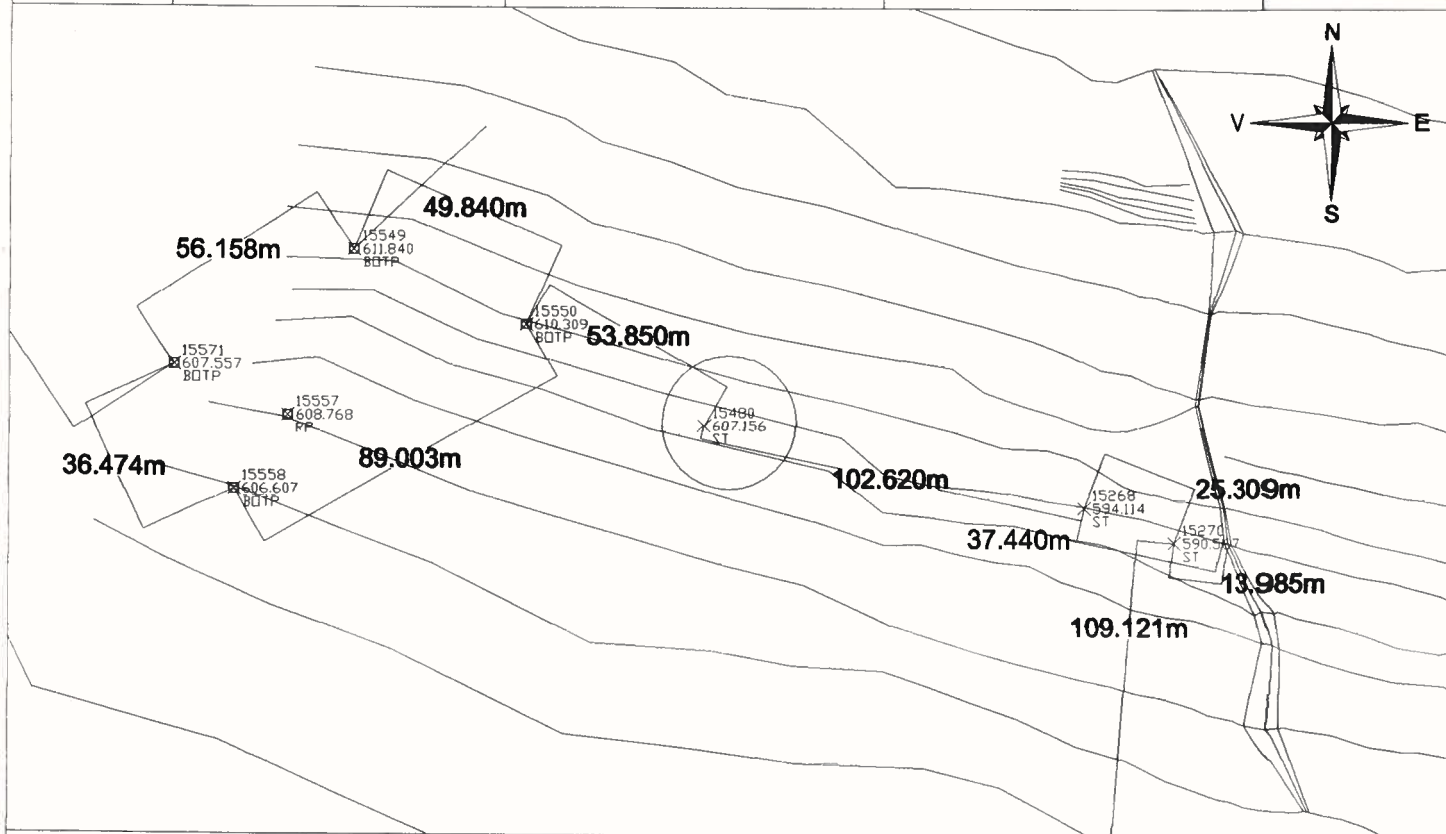 N
V
E
S
49.840m
56.158m
15549
611.840
BOTP
15550
610.309
BOTP
53.850m
15571
607.557
BOTP
15557
608.768
RP
15480
607.156
ST
36.474m
89.003m
15558
606.607
BOTP
102.620m
25.309m
15268
594.114
ST
37.440m
15270
ST
13.985m
109.121m